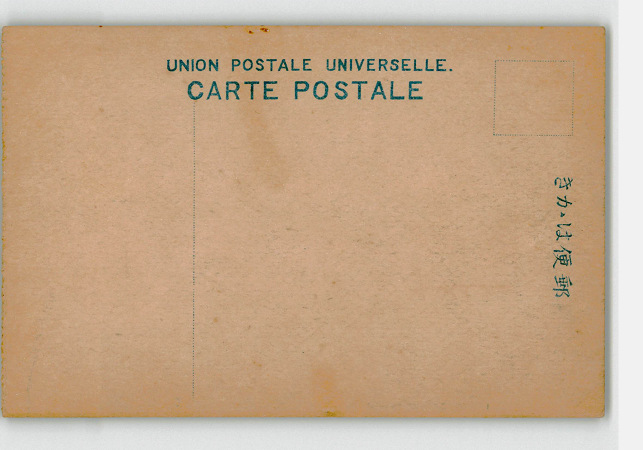 UNION POSTALE UNIVERSELLE.
CARTE POSTALE
きかは便郵